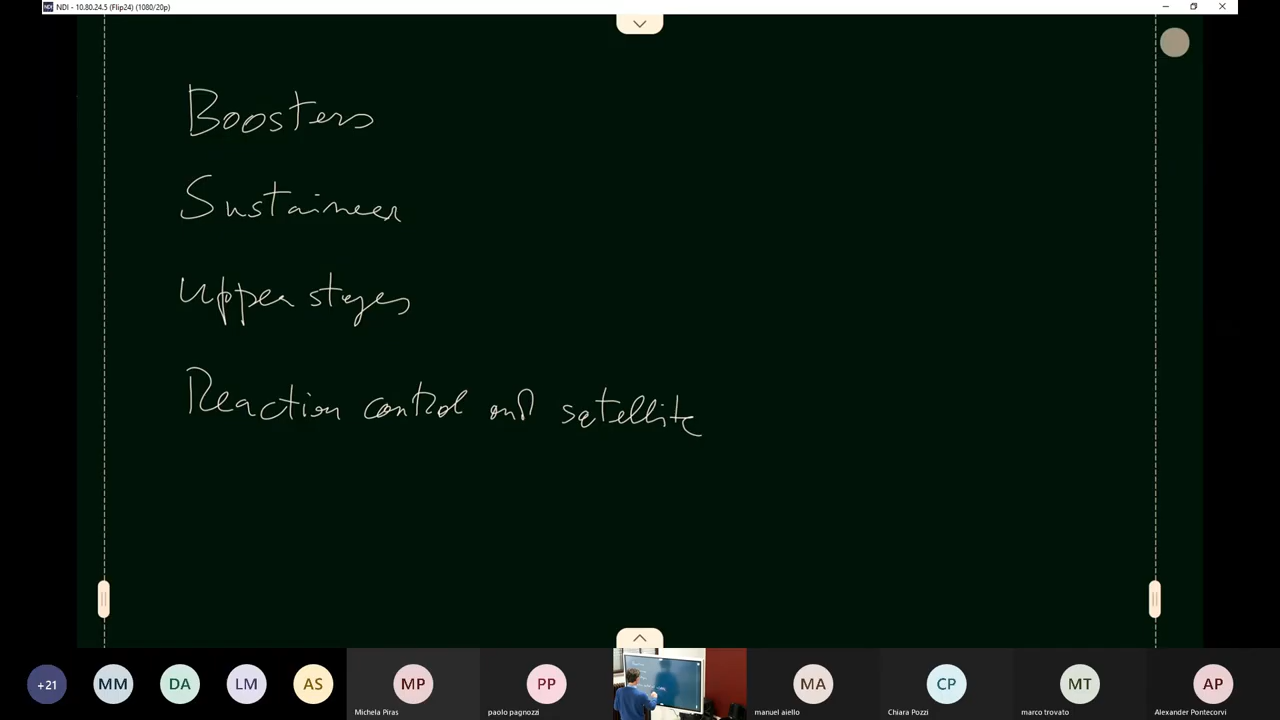 NDI - 10.80.24.5 (Flip24) (1080/20p)
Boosters
Sustaineer
Upper stages
Reaction control and satellite
+21
MM
DA
LM
AS
MP
PP
MA
CP
MT
AP
Michela Piras
paolo pagnozzi
manuel aiello
Chiara Pozzi
marco trovato
Alexander Pontecorvi